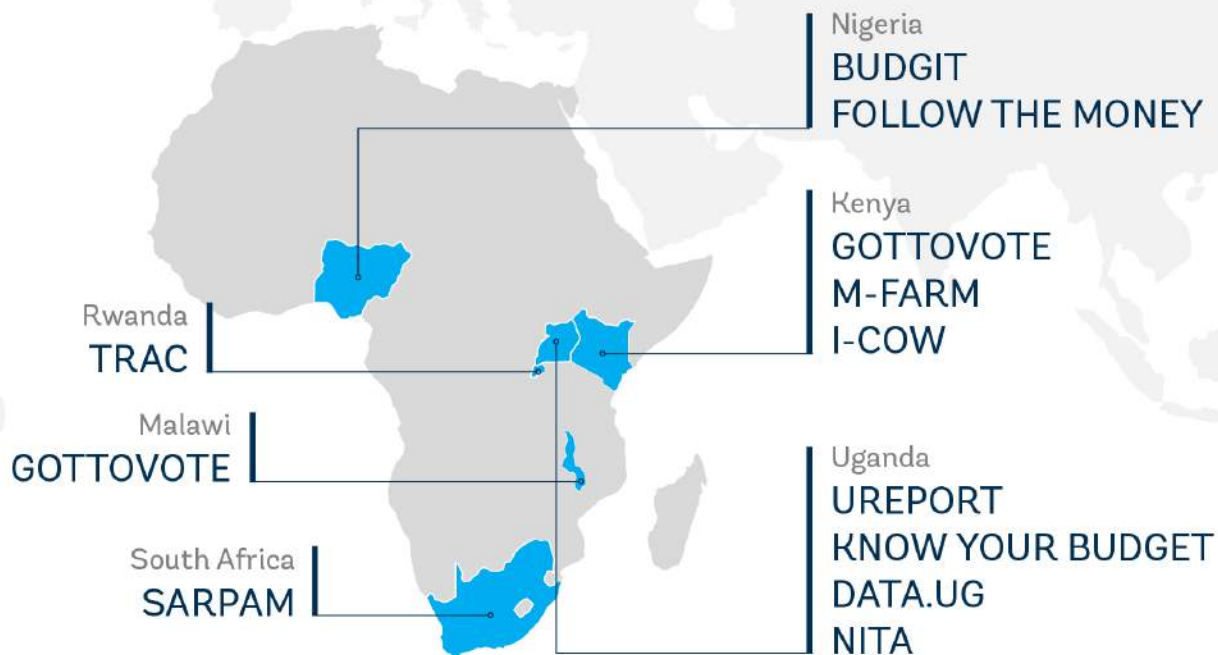 Nigeria
BUDGIT
FOLLOW THE MONEY
Kenya
GOTTOVOTE
M-FARM
I-COW
Rwanda
TRAC
Malawi
GOTTOVOTE
South Africa
SARPAM
Uganda
UREPORT
KNOW YOUR BUDGET
DATA.UG
NITA